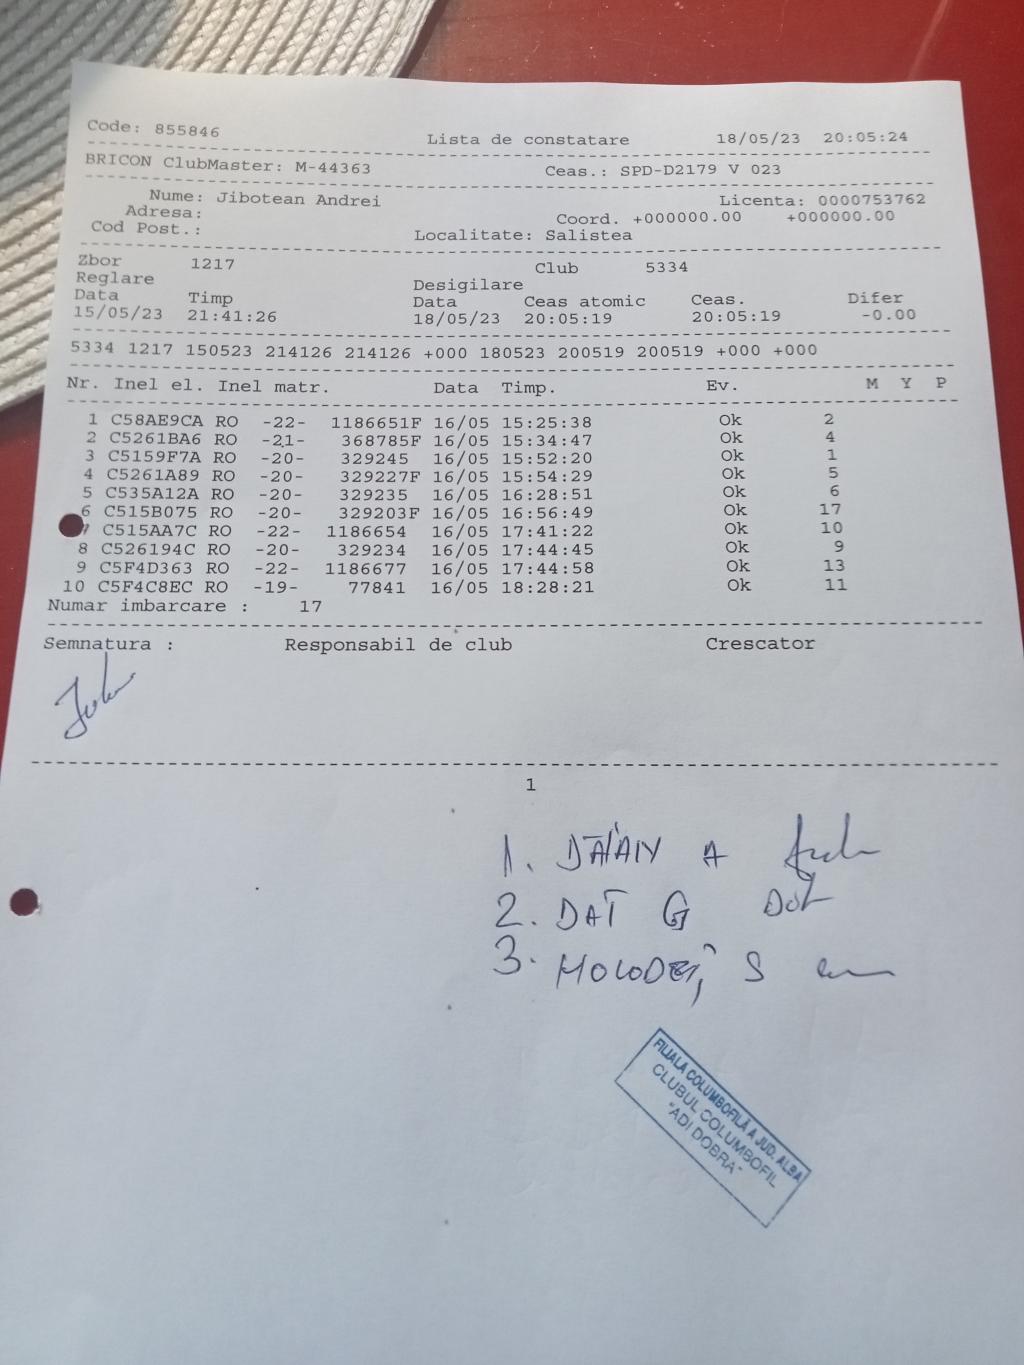 Code: 855846 Lista de constatare 18/05/23 20:05:24
BRICON ClubMaster: M-44363 Ceas.: SPD-D2179 V 023
Nume: Jibotean Andrei Licenta: 0000753762
Adresa: Coord. +000000.00 +000000.00
Cod Post.: Localitate: Salistea
Zbor 1217 Club 5334
Reglare Desigilare
Data Timp Data Ceas atomic Ceas. Difer
15/05/23 21:41:26 18/05/23 20:05:19 20:05:19 -0.00
5334 1217 150523 214126 214126 +000 180523 200519 200519 +000 +000
Nr. Inel el. Inel matr. Data Timp. Ev. M Y P
1 C58AE9CA RO -22- 1186651F 16/05 15:25:38 Ok 2
2 C5261BA6 RO -21- 368785F 16/05 15:34:47 Ok 4
3 C5159F7A RO -20- 329245 16/05 15:52:20 Ok 1
4 C5261A89 RO -20- 329227F 16/05 15:54:29 Ok 5
5 C535A12A RO -20- 329235 16/05 16:28:51 Ok 6
6 C515B075 RO -20- 329203F 16/05 16:56:49 Ok 17
7 C515AA7C RO -22- 1186654 16/05 17:41:22 Ok 10
8 C526194C RO -20- 329234 16/05 17:44:45 Ok 9
9 C5F4D363 RO -22- 1186677 16/05 17:44:58 Ok 13
10 C5F4C8EC RO -19- 77841 16/05 18:28:21 Ok 11
Numar imbarcare : 17
Semnatura : Responsabil de club Crescator
1
1. A
2. DAT G
3. S
FILIALA COLUMBOFILĂ A JUD. ALBA
CLUBUL COLUMBOFIL
"ADI DOBRA"